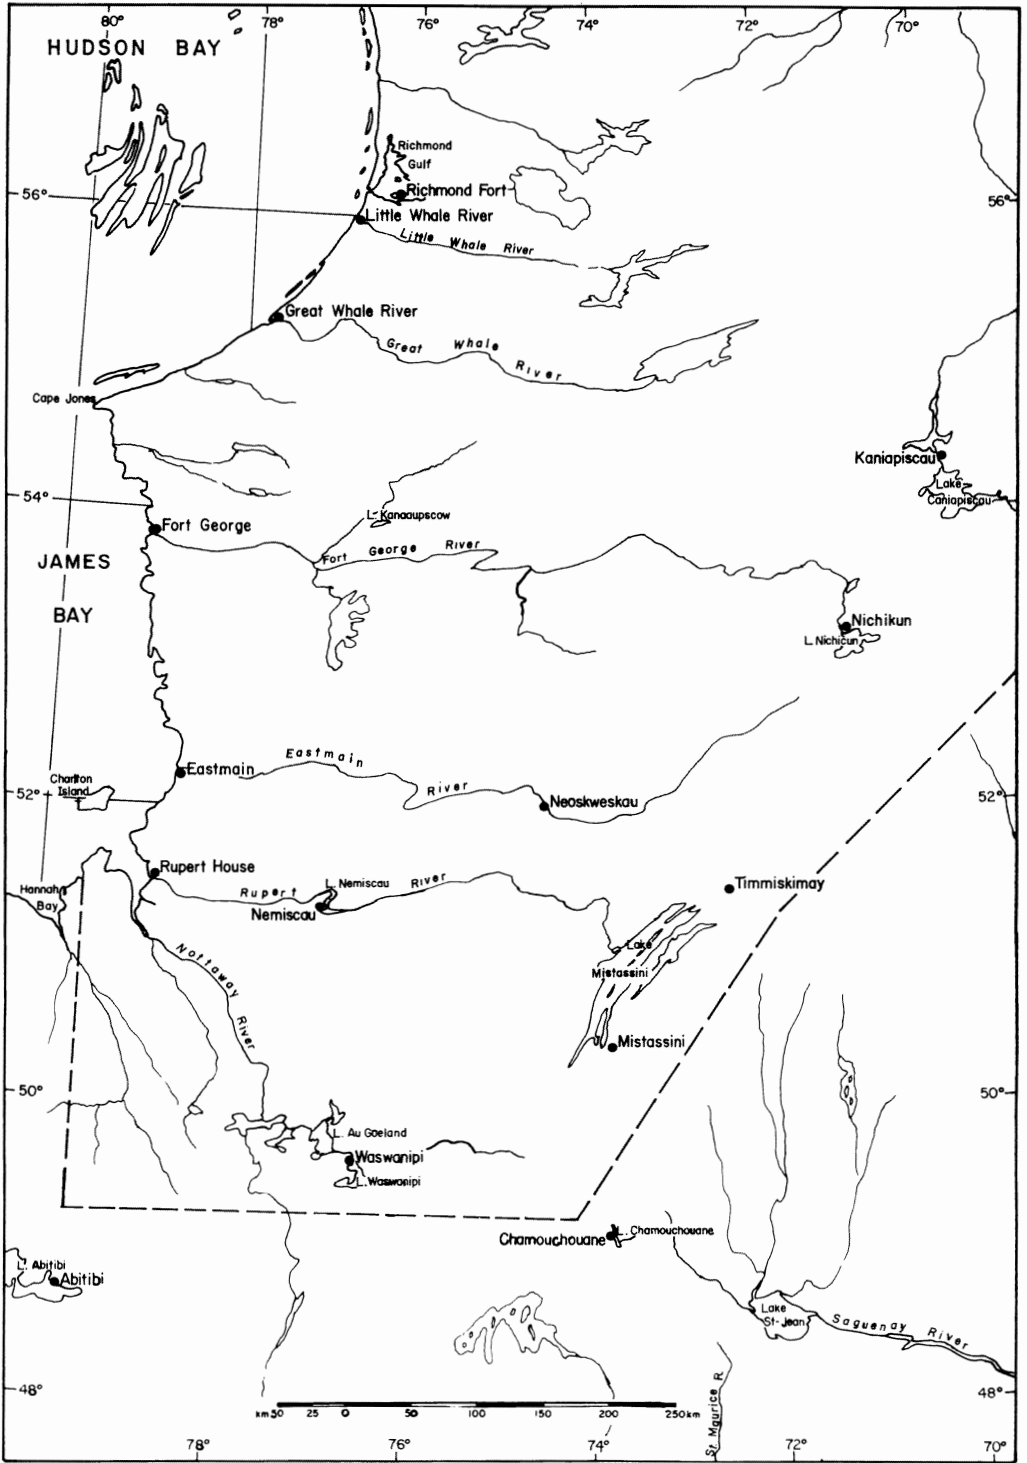 80°
78°
76°
72°
70°
HUDSON BAY
Richmond
Gulf
Richmond Fort
56°
56°
Little Whale River
Little Whale River
Great Whale River
Great Whale
River
Cape Jones
Kaniapiscau
Lake
Caniapiscau
54°
L. Kanaaupscow
Fort George
Fort George River
JAMES
BAY
Nichikun
L. Nichicun
Eastmain
Eastmain
River
Charlton
Island
52°
52°
Neoskweskau
Rupert House
Timmiskimay
Hannah
Bay
L. Nemiscau
Rupert River
Nemiscau
Nottaway
River
Lake
Mistassini
Mistassini
50°
50°
L. Au Goeland
Waswanipi
L. Waswanipi
Chamouchouane
L. Chamouchouane
L. Abitibi
Abitibi
Lake
St-Jean
Saguenay River
48°
48°
km 50 25 0 50 100 150 200 250 km
St Maurice R.
78°
76°
74°
72°
70°